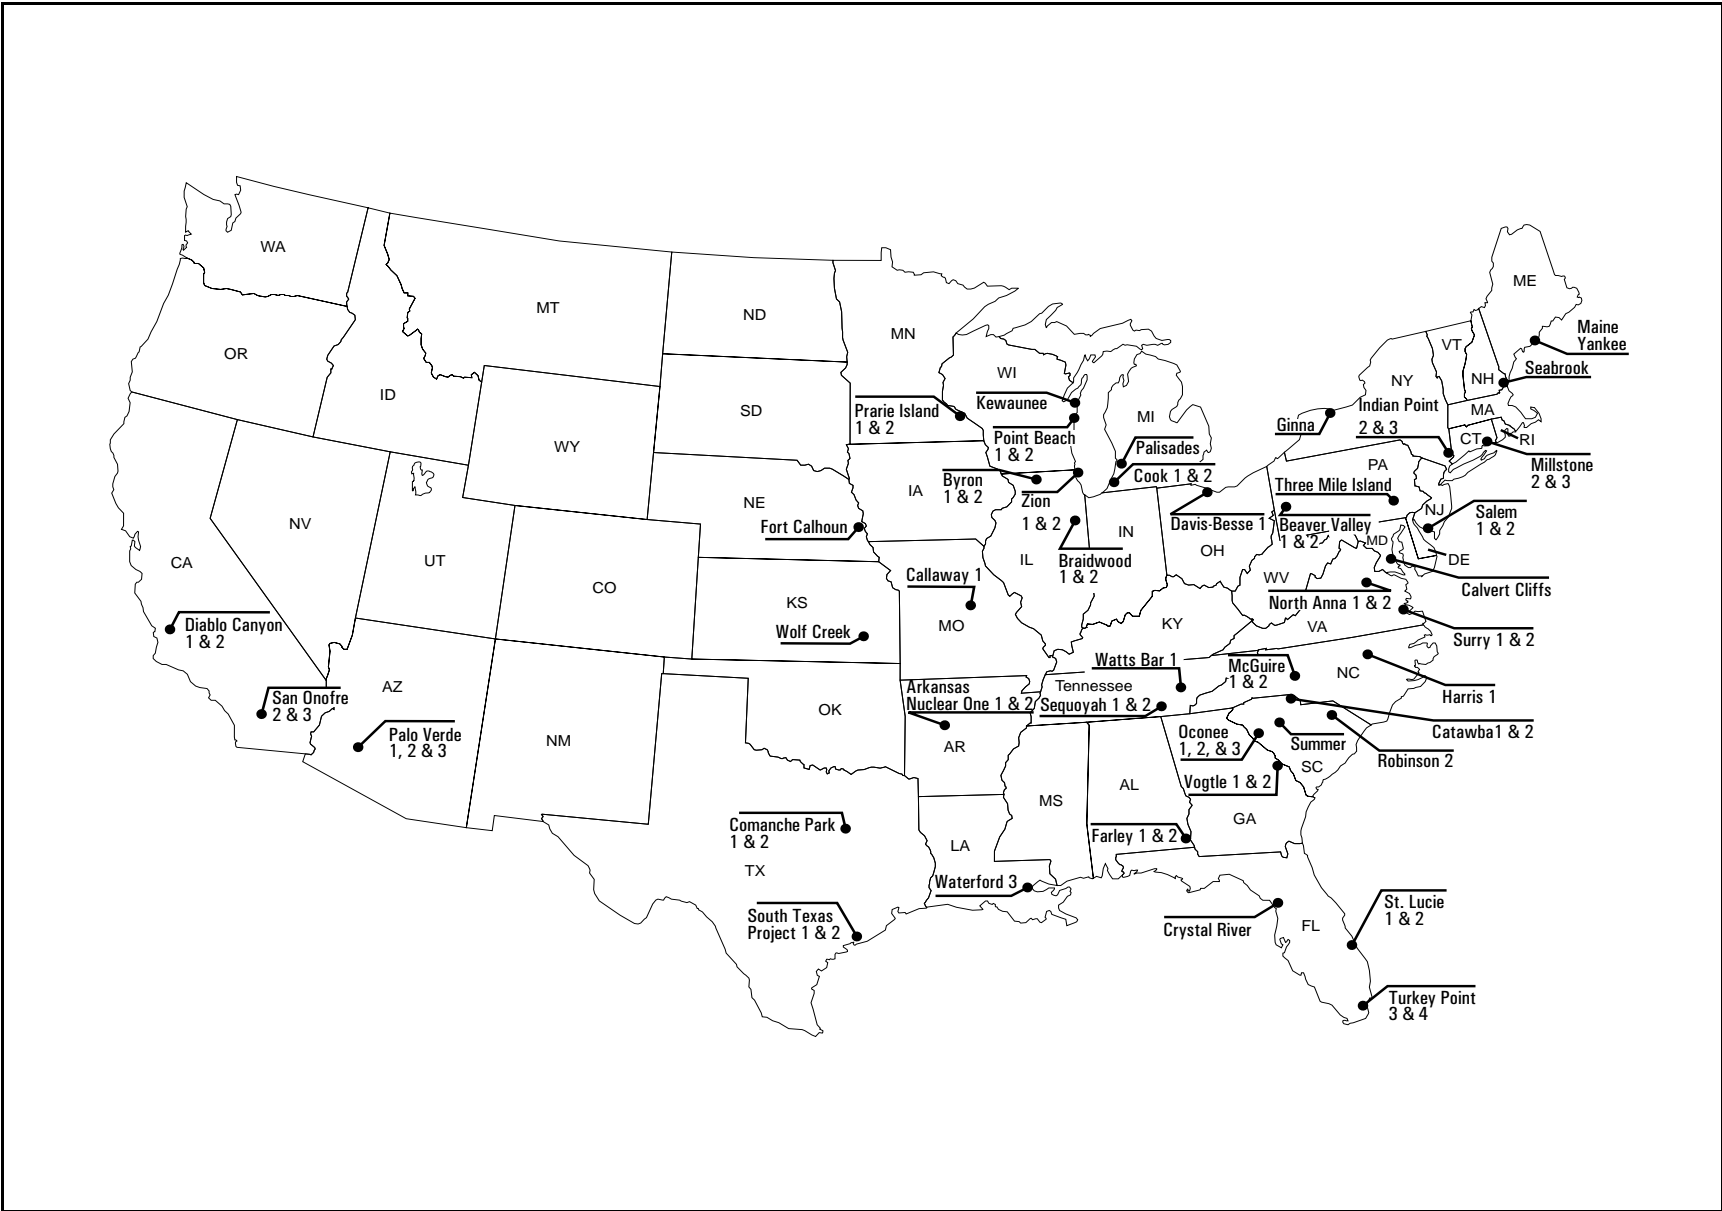 WA
OR
ID
MT
ND
MN
SD
WY
NE
IA
WI
MI
NV
UT
CO
KS
MO
IL
IN
OH
CA
AZ
NM
OK
TX
AR
LA
MS
AL
GA
FL
SC
NC
Tennessee
KY
VA
WV
MD
DE
NJ
PA
NY
VT
NH
MA
CT
RI
ME
Maine
Yankee
Seabrook
Indian Point
2 & 3
Ginna
Millstone
2 & 3
Three Mile Island
Beaver Valley
1 & 2
Salem
1 & 2
Calvert Cliffs
North Anna 1 & 2
Surry 1 & 2
Prarie Island
1 & 2
Kewaunee
Point Beach
1 & 2
Palisades
Cook 1 & 2
Byron
1 & 2
Zion
1 & 2
Braidwood
1 & 2
Davis-Besse 1
Fort Calhoun
Callaway 1
Wolf Creek
Diablo Canyon
1 & 2
San Onofre
2 & 3
Palo Verde
1, 2 & 3
Arkansas
Nuclear One 1 & 2
Watts Bar 1
Sequoyah 1 & 2
McGuire
1 & 2
Harris 1
Catawba1 & 2
Robinson 2
Summer
Oconee
1, 2, & 3
Vogtle 1 & 2
Farley 1 & 2
Comanche Park
1 & 2
South Texas
Project 1 & 2
Waterford 3
Crystal River
St. Lucie
1 & 2
Turkey Point
3 & 4